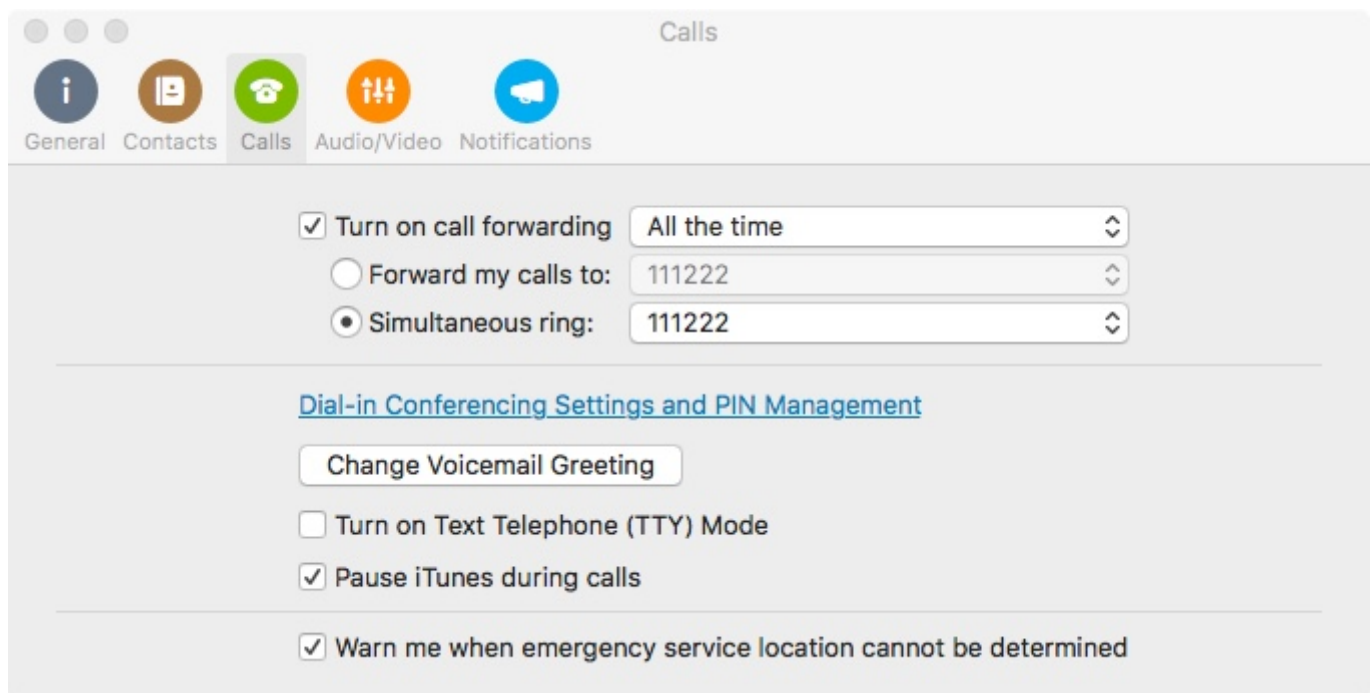 Calls
General Contacts Calls Audio/Video Notifications
Turn on call forwarding All the time
Forward my calls to: 111222
Simultaneous ring: 111222
Dial-in Conferencing Settings and PIN Management
Change Voicemail Greeting
Turn on Text Telephone (TTY) Mode
Pause iTunes during calls
Warn me when emergency service location cannot be determined